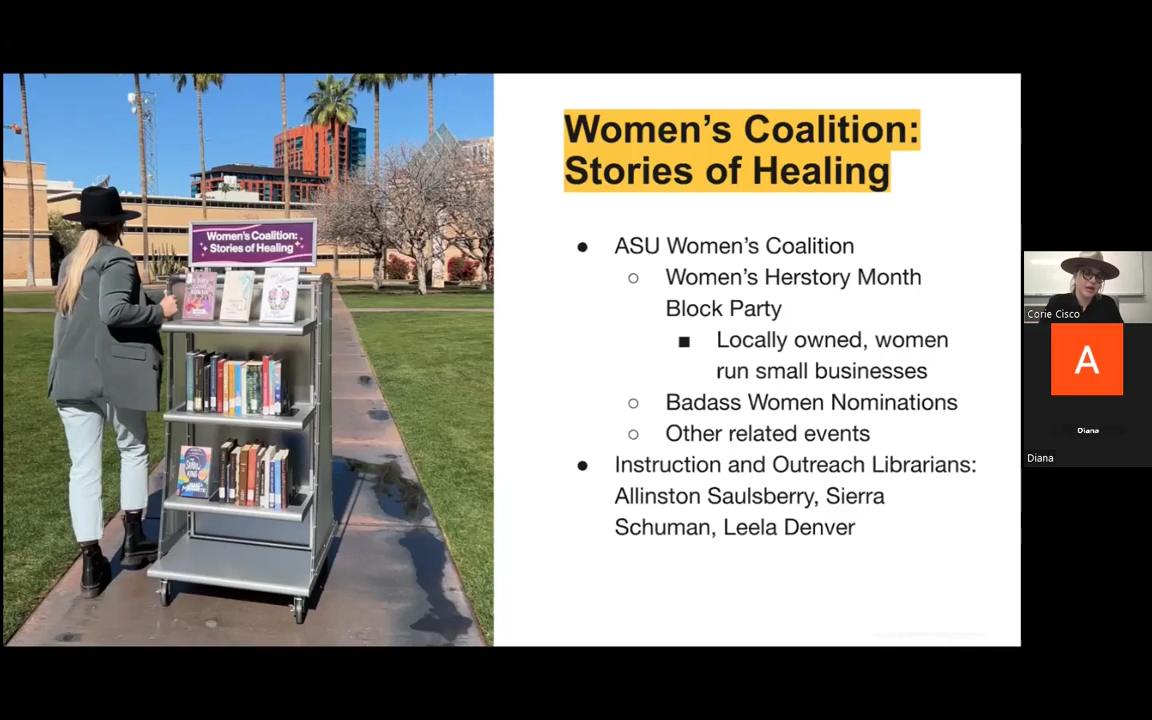 Women's Coalition:
Stories of Healing
Women's Coalition:
Stories of Healing
● ASU Women's Coalition
○ Women's Herstory Month
Block Party
■ Locally owned, women
run small businesses
○ Badass Women Nominations
○ Other related events
● Instruction and Outreach Librarians:
Allinston Saulsberry, Sierra
Schuman, Leela Denver
Corie Cisco
A
Diana
Diana